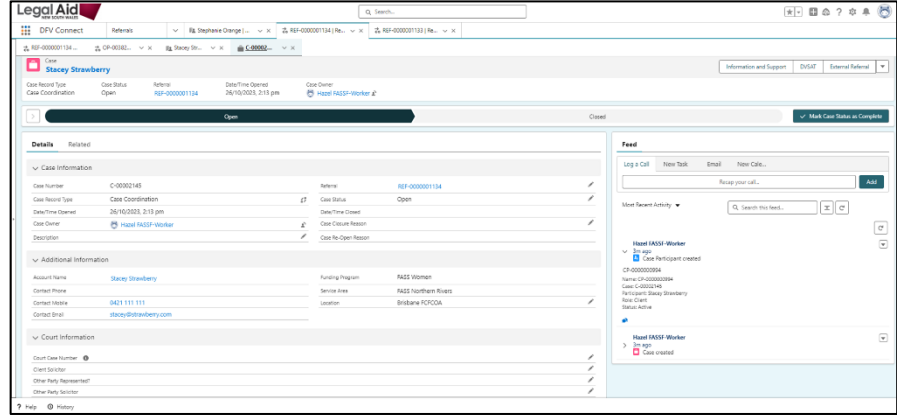 Legal Aid
NEW SOUTH WALES
Search...
DFV Connect
Referrals
Stephanie Orange | ...
REF-0000001134 | Re...
REF-0000001133 | Re...
REF-0000001134 ...
OP-00382...
Stacey Str...
C-00002...
Case
Stacey Strawberry
Information and Support
DVSAT
External Referral
Case Record Type
Case Status
Referral
Date/Time Opened
Case Owner
Case Coordination
Open
REF-0000001134
26/10/2023, 2:13 pm
Hazel FASSF-Worker
Open
Closed
Mark Case Status as Complete
Details
Related
Case Information
Case Number
C-00002145
Referral
REF-0000001134
Case Record Type
Case Coordination
Case Status
Open
Date/Time Opened
26/10/2023, 2:13 pm
Date/Time Closed
Case Owner
Hazel FASSF-Worker
Case Closure Reason
Description
Case Re-Open Reason
Additional Information
Account Name
Stacey Strawberry
Funding Program
FASS Women
Contact Phone
Service Area
FASS Northern Rivers
Contact Mobile
0421 111 111
Location
Brisbane FCFCOA
Contact Email
stacey@strawberry.com
Court Information
Court Case Number
Client Solicitor
Other Party Represented?
Other Party Solicitor
Feed
Log a Call
New Task
Email
New Cale...
Recap your call...
Add
Most Recent Activity
Search this feed...
Hazel FASSF-Worker
3m ago
Case Participant created
CP-0000000994
Name: CP-0000000994
Case: C-00002145
Participant: Stacey Strawberry
Role: Client
Status: Active
Hazel FASSF-Worker
3m ago
Case created
Help
History